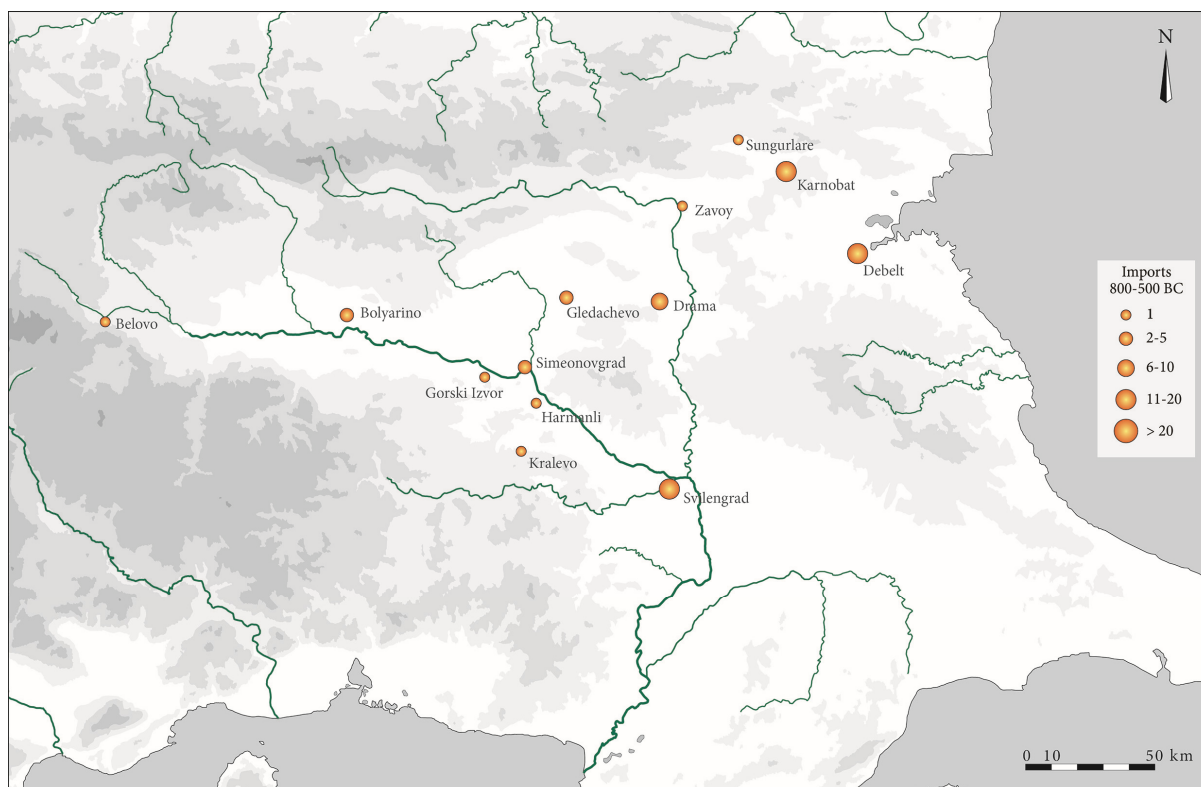 N
Sungurlare
Karnobat
Zavoy
Debelt
Imports
800-500 BC
1
2-5
6-10
11-20
> 20
Gledachevo
Drama
Bolyarino
Belovo
Simeonovgrad
Gorski Izvor
Harmanli
Kralevo
Svilengrad
0 10 50 km